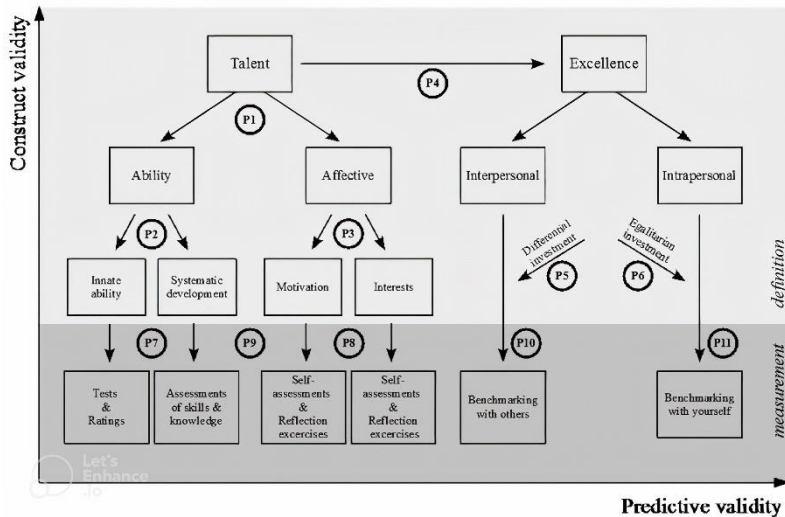 Construct validity
Talent
Excellence
P4
P1
Ability
Affective
Interpersonal
Intrapersonal
P2
P3
Differential
investment
P5
Egalitarian
investment
P6
Innate
ability
Systematic
development
Motivation
Interests
definition
P7
P9
P8
P10
P11
Tests
&
Ratings
Assessments
of skills &
knowledge
Self-
assessments
&
Reflection
excercises
Self-
assessments
&
Reflection
excercises
Benchmarking
with others
Benchmarking
with yourself
measurement
Let's
Enhance
.io
Predictive validity